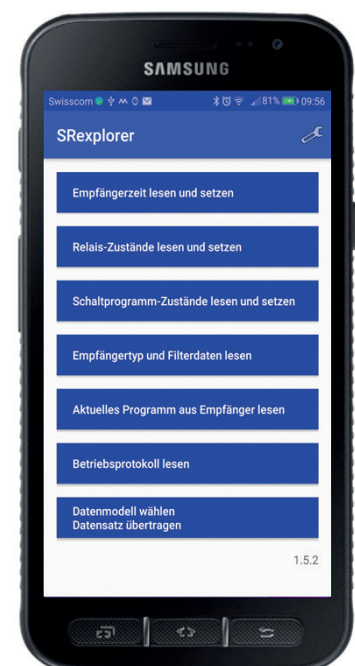 SAMSUNG
Swisscom 81% 09:56
SRexplorer
Empfängerzeit lesen und setzen
Relais-Zustände lesen und setzen
Schaltprogramm-Zustände lesen und setzen
Empfängertyp und Filterdaten lesen
Aktuelles Programm aus Empfänger lesen
Betriebsprotokoll lesen
Datenmodell wählen
Datensatz übertragen
1.5.2